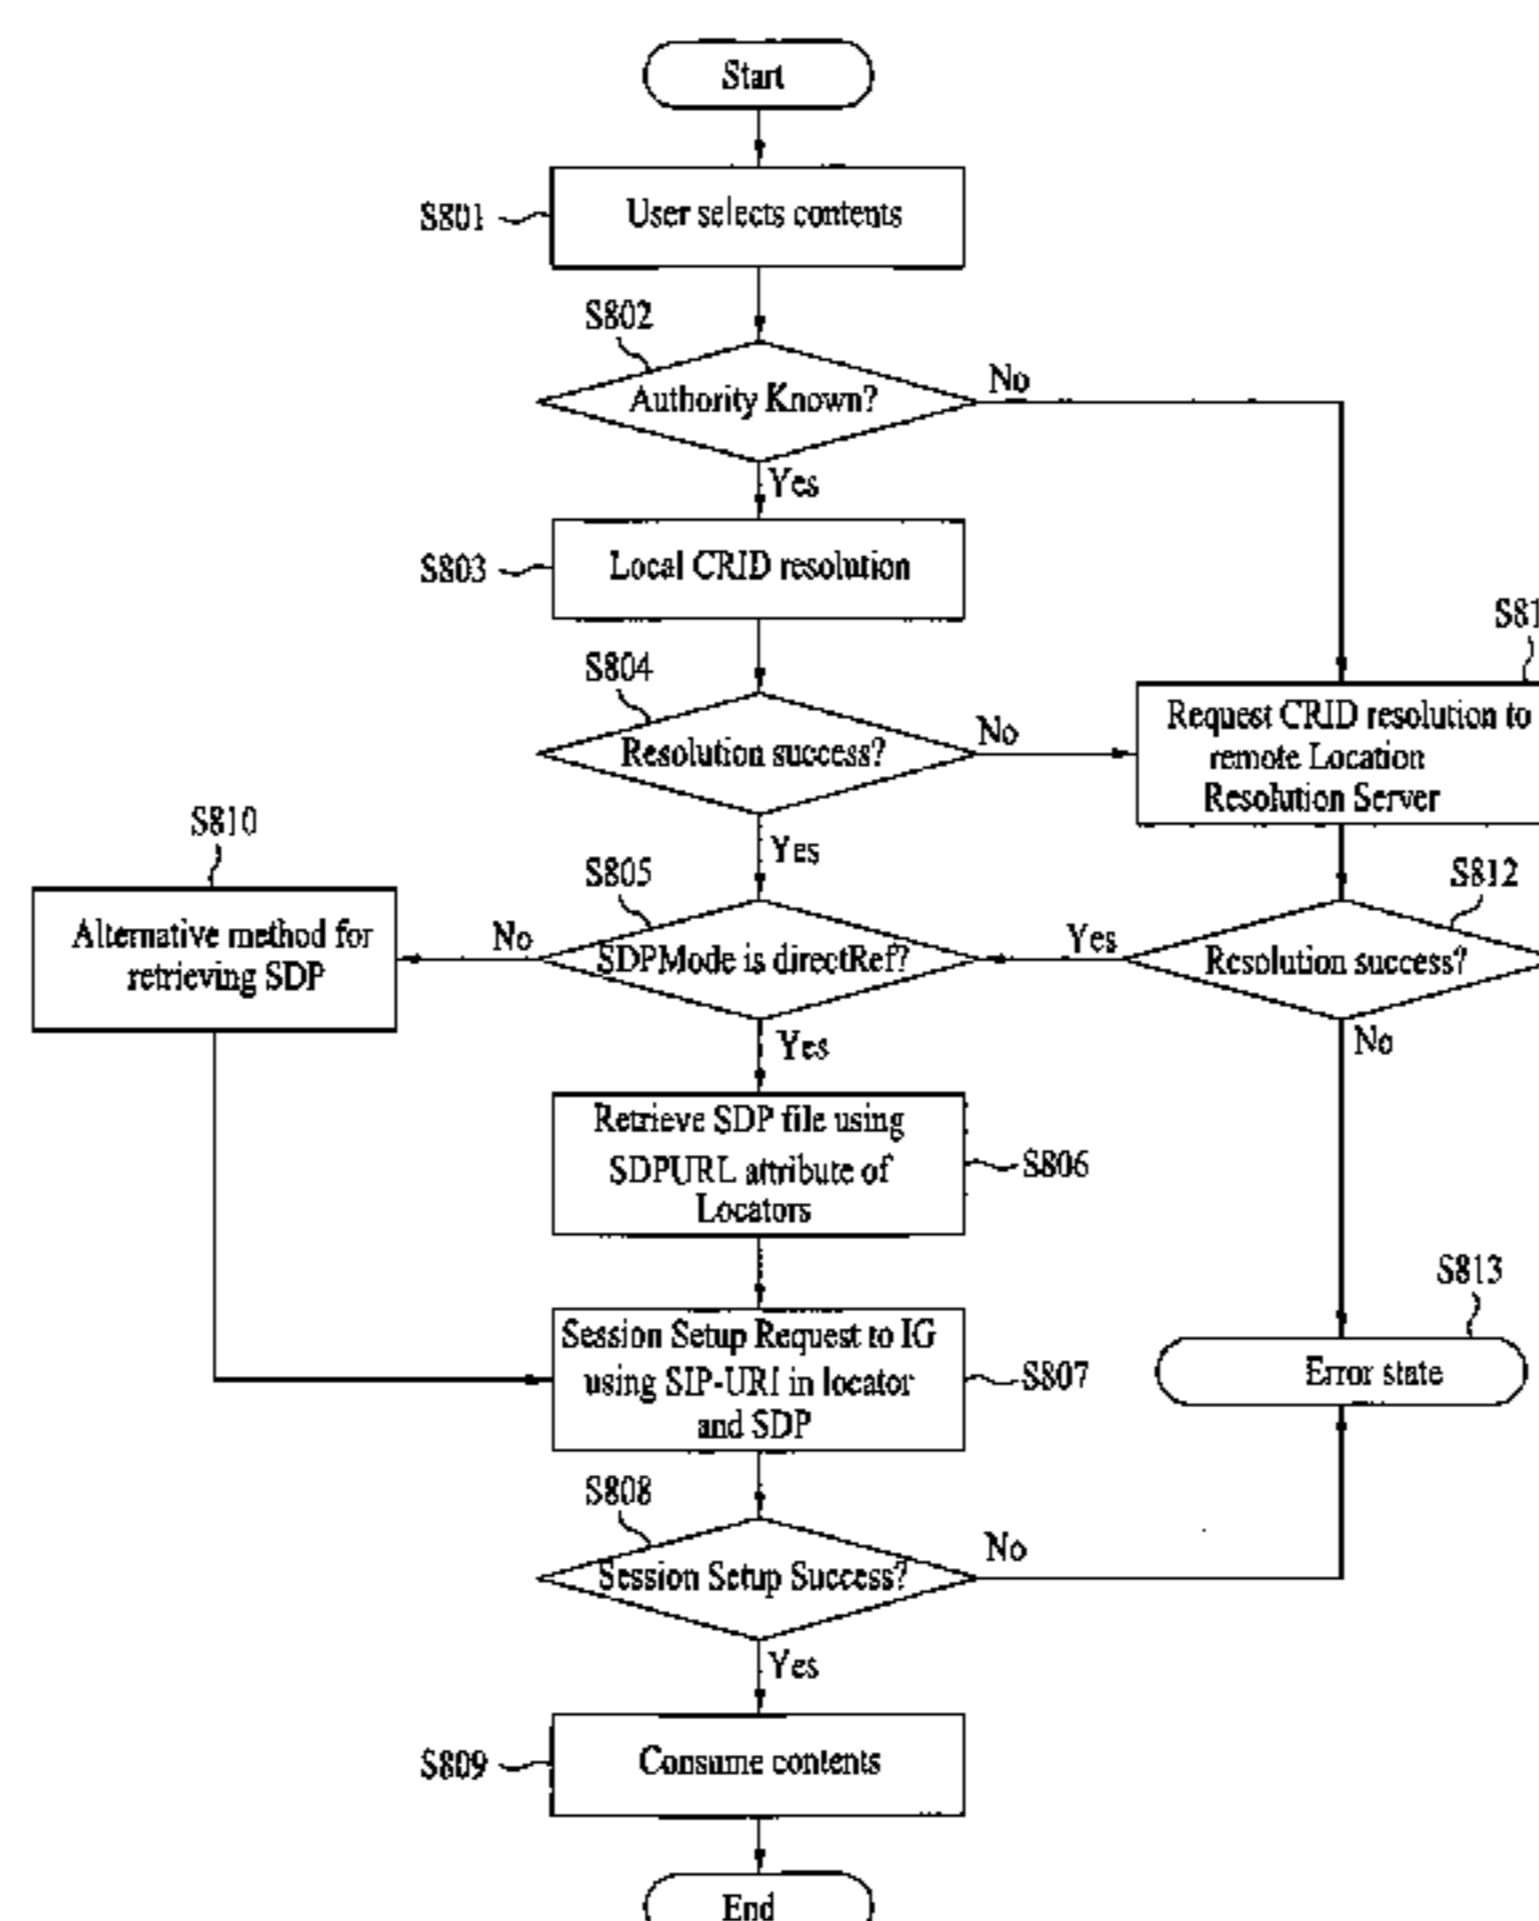 Start
S801
User selects contents
S802
Authority Known?
No
Yes
S803
Local CRID resolution
S804
Resolution success?
No
Yes
S81
Request CRID resolution to
remote Location
Resolution Server
S810
Alternative method for
retrieving SDP
No
S805
SDPMode is directRef?
Yes
S812
Resolution success?
Yes
No
Retrieve SDP file using
SDPURL attribute of
Locators
S806
Session Setup Request to IG
using SIP-URI in locator
and SDP
S807
S813
Error state
S808
Session Setup Success?
No
Yes
S809
Consume contents
End